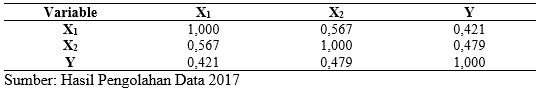 Variable X₁ X₂ Y
X₁ 1,000 0,567 0,421
X₂ 0,567 1,000 0,479
Y 0,421 0,479 1,000
Sumber: Hasil Pengolahan Data 2017